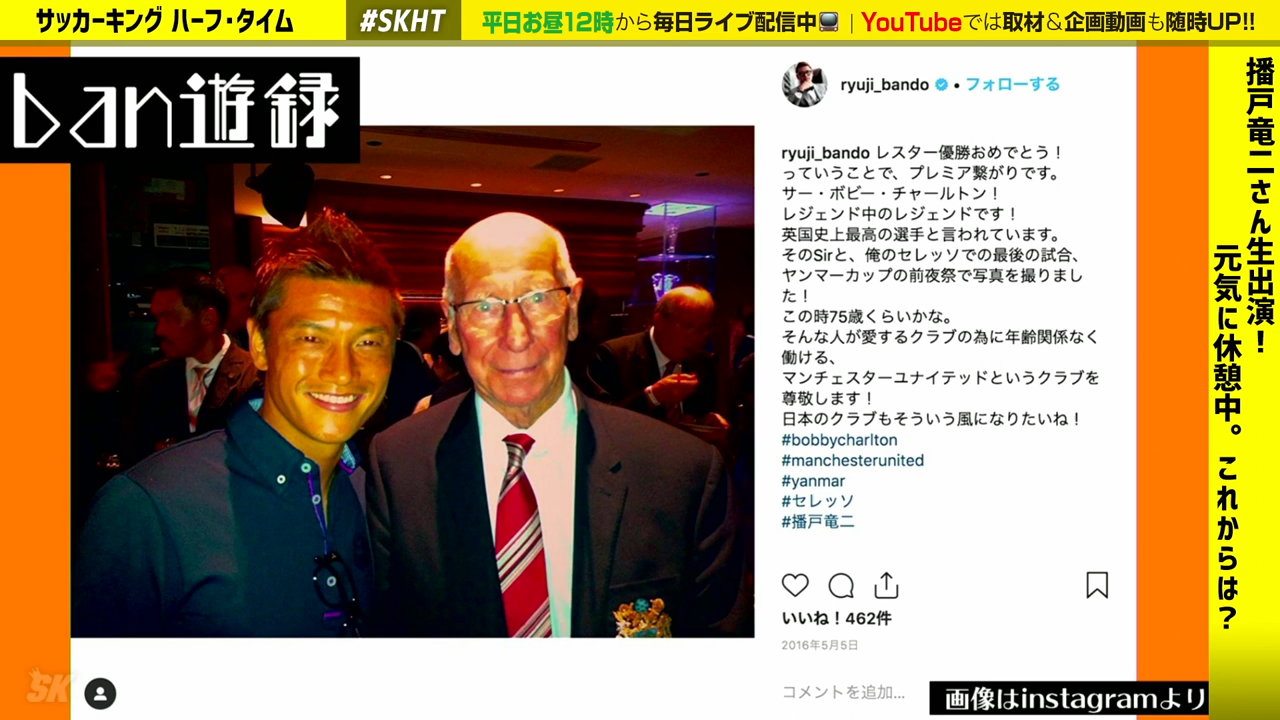 サッカーキング ハーフ・タイム
#SKHT
平日お昼12時から毎日ライブ配信中 | YouTubeでは取材&企画動画も随時UP!!
ban遊録
ryuji_bando • フォローする
ryuji_bando レスター優勝おめでとう！
っていうことで、プレミア繋がりです。
サー・ボビー・チャールトン！
レジェンド中のレジェンドです！
英国史上最高の選手と言われています。
そのSirと、俺のセレッソでの最後の試合、
ヤンマーカップの前夜祭で写真を撮りまし
た！
この時75歳くらいかな。
そんな人が愛するクラブの為に年齢関係なく
働ける、
マンチェスターユナイテッドというクラブを
尊敬します！
日本のクラブもそういう風になりたいね！
#bobbycharlton
#manchesterunited
#yanmar
#セレッソ
#播戸竜二
いいね！462件
2016年5月5日
コメントを追加...
画像はinstagramより
播戸竜二さん生出演！
元気に休憩中。これからは？
SK